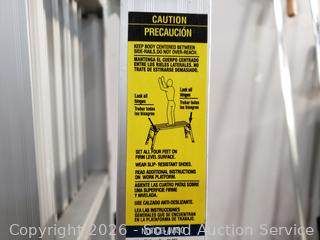 CAUTION
PRECAUCIÓN
KEEP BODY CENTERED BETWEEN
SIDE-RAILS. DO NOT OVER-REACH.
MANTENGA EL CUERPO CENTRADO
ENTRE LOS RIELES LATERALES. NO
TRATE DE ESTIRARSE DEMASIADO.
Lock all
hinges
Trabar todas
las bisagras
Lock all
hinges
Trabar todas
las bisagras
SET ALL FOUR FEET ON
FIRM LEVEL SURFACE.
WEAR SLIP- RESISTANT SHOES.
READ ADDITIONAL INSTRUCTIONS
ON WORK PLATFORM.
ASIENTE LAS CUATRO PATAS SOBRE
UNA SUPERFICIE FIRME
Y NIVELADA.
USE CALZADO ANTI-DESLIZANTE.
LEA LAS INSTRUCCIONES
GENERALES QUE SE ENCUENTRAN
EN LA PLATAFORMA DE TRABAJO.
Copyright 2026 - Mound Auction Service